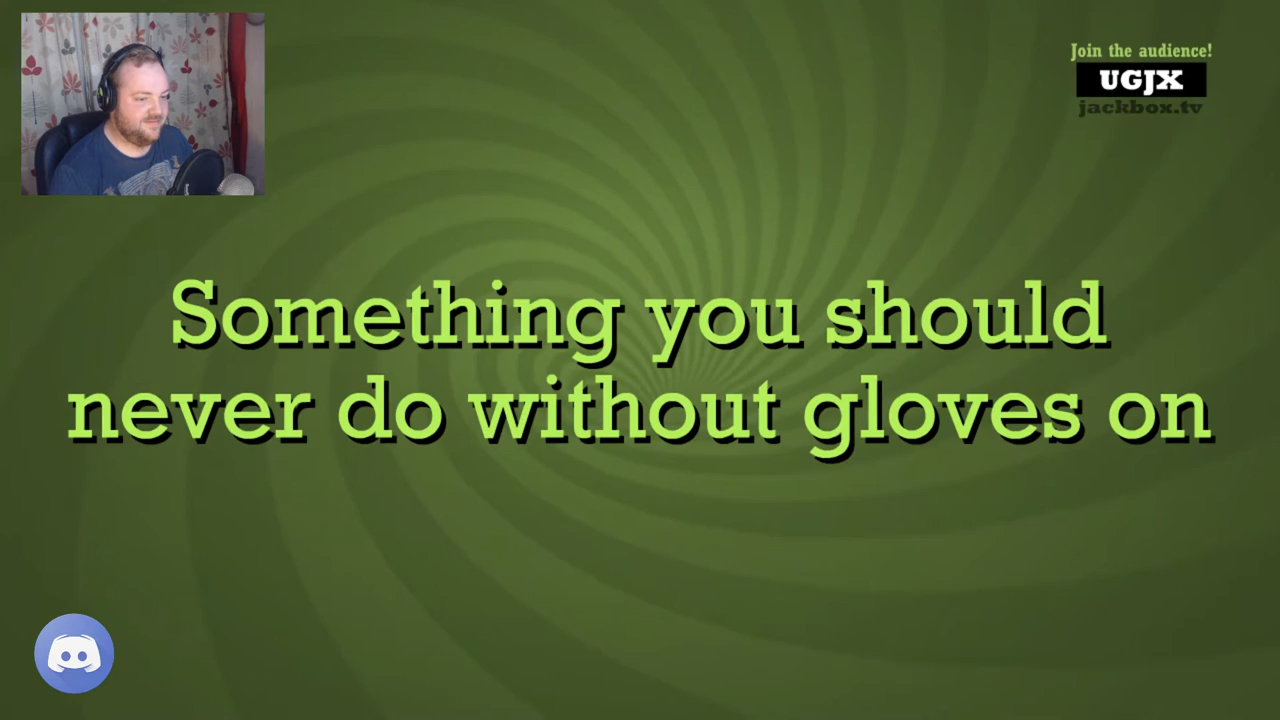 Join the audience!
UGJX
jackbox.tv
Something you should
never do without gloves on